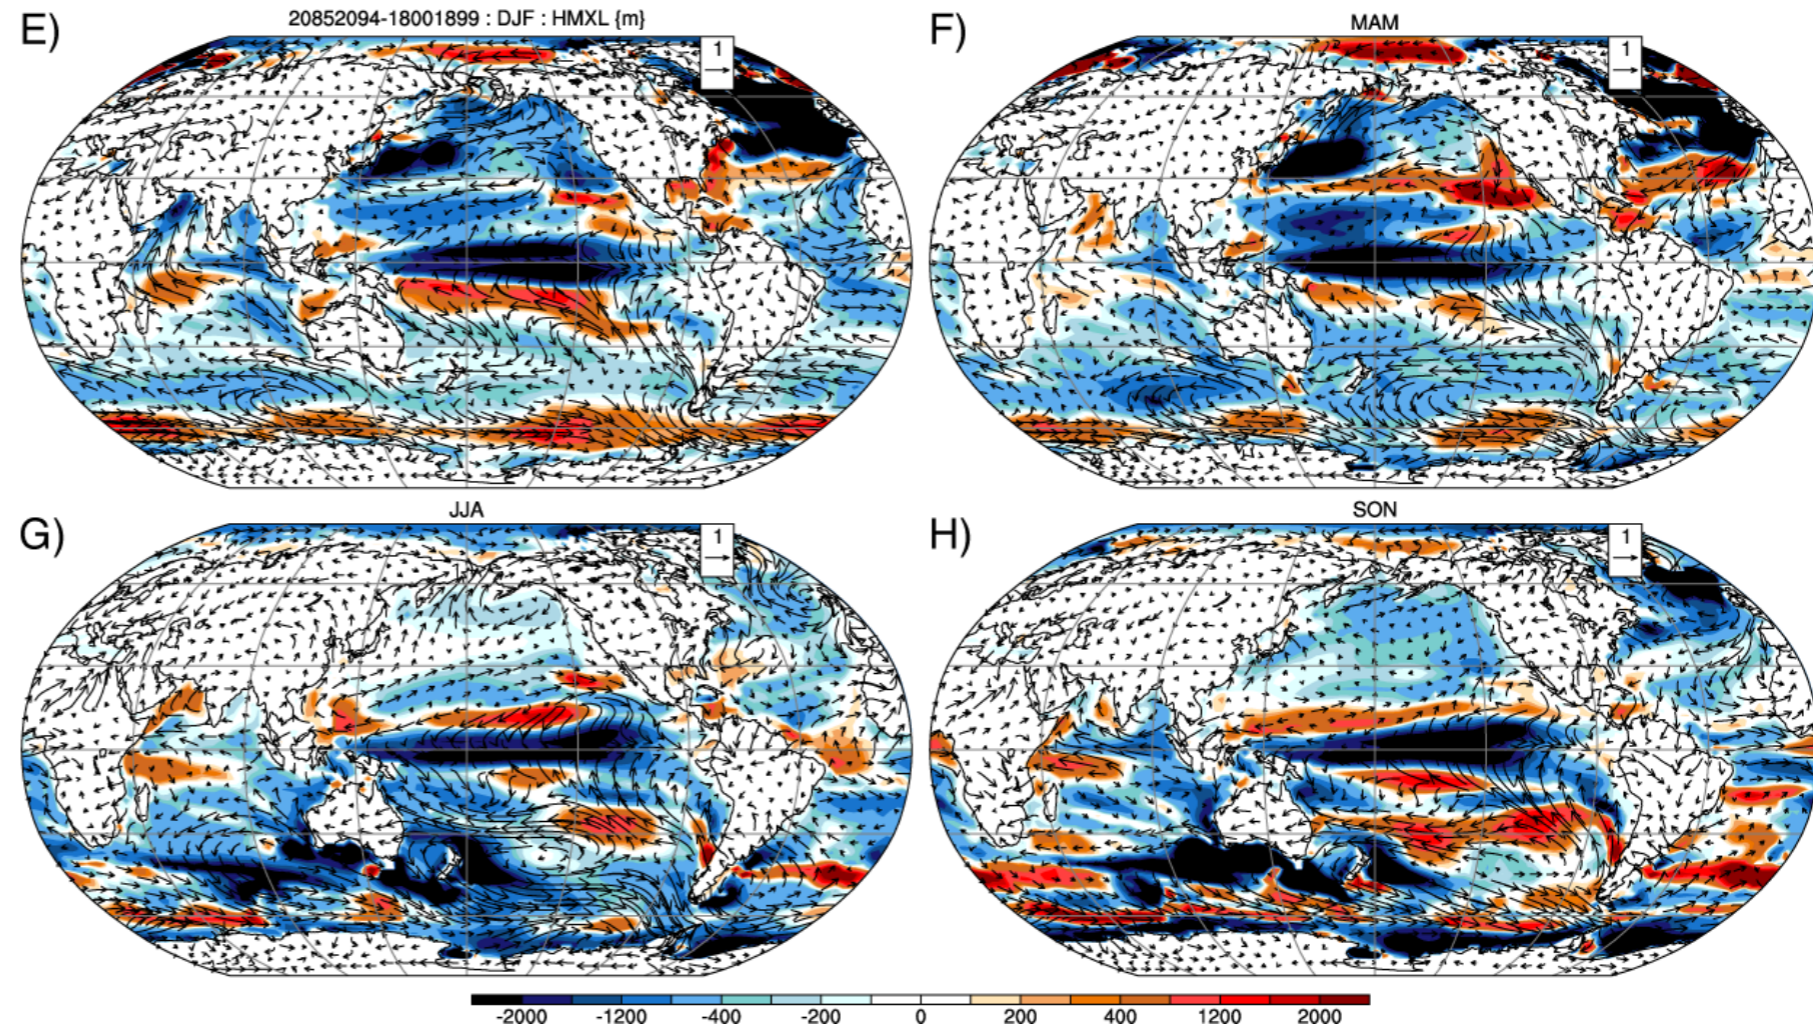 E)
20852094-18001899 : DJF : HMXL {m}
1
F)
MAM
1
G)
JJA
1
H)
SON
1
-2000 -1200 -400 -200 0 200 400 1200 2000